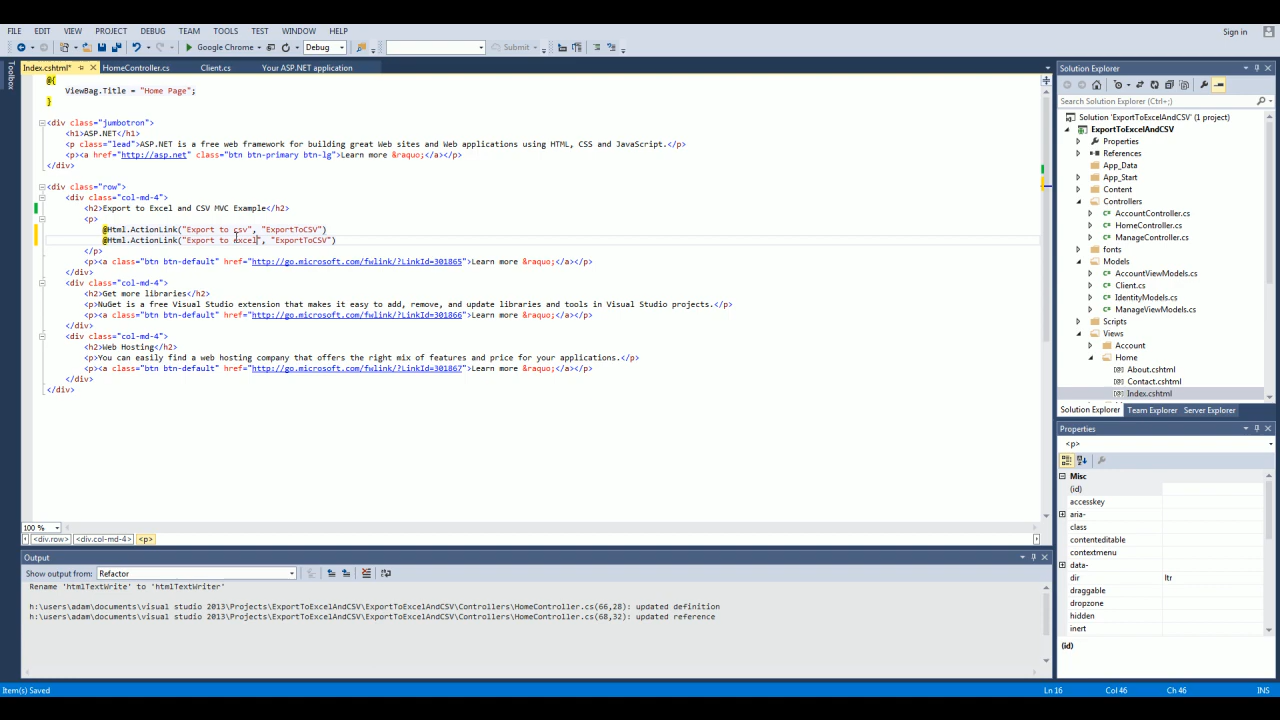 FILE EDIT VIEW PROJECT DEBUG TEAM TOOLS TEST WINDOW HELP
Sign in
Google Chrome Debug Submit
Index.cshtml* HomeController.cs Client.cs Your ASP.NET application
Toolbox
@{
ViewBag.Title = "Home Page";
}
<div class="jumbotron">
<h1>ASP.NET</h1>
<p class="lead">ASP.NET is a free web framework for building great Web sites and Web applications using HTML, CSS and JavaScript.</p>
<p><a href="http://asp.net" class="btn btn-primary btn-lg">Learn more &raquo;</a></p>
</div>
<div class="row">
<div class="col-md-4">
<h2>Export to Excel and CSV MVC Example</h2>
<p>
@Html.ActionLink("Export to csv", "ExportToCSV")
@Html.ActionLink("Export to excel", "ExportToCSV")
</p>
<p><a class="btn btn-default" href="http://go.microsoft.com/fwlink/?LinkId=301865">Learn more &raquo;</a></p>
</div>
<div class="col-md-4">
<h2>Get more libraries</h2>
<p>NuGet is a free Visual Studio extension that makes it easy to add, remove, and update libraries and tools in Visual Studio projects.</p>
<p><a class="btn btn-default" href="http://go.microsoft.com/fwlink/?LinkId=301866">Learn more &raquo;</a></p>
</div>
<div class="col-md-4">
<h2>Web Hosting</h2>
<p>You can easily find a web hosting company that offers the right mix of features and price for your applications.</p>
<p><a class="btn btn-default" href="http://go.microsoft.com/fwlink/?LinkId=301867">Learn more &raquo;</a></p>
</div>
</div>
100 %
<div.row> <div.col-md-4> <p>
Output
Show output from: Refactor
Rename 'htmlTextWrite' to 'htmlTextWriter'
h:\users\adam\documents\visual studio 2013\Projects\ExportToExcelAndCSV\ExportToExcelAndCSV\Controllers\HomeController.cs(66,28): updated definition
h:\users\adam\documents\visual studio 2013\Projects\ExportToExcelAndCSV\ExportToExcelAndCSV\Controllers\HomeController.cs(68,32): updated reference
Solution Explorer
Search Solution Explorer (Ctrl+;)
Solution 'ExportToExcelAndCSV' (1 project)
ExportToExcelAndCSV
Properties
References
App_Data
App_Start
Content
Controllers
AccountController.cs
HomeController.cs
ManageController.cs
fonts
Models
AccountViewModels.cs
Client.cs
IdentityModels.cs
ManageViewModels.cs
Scripts
Views
Account
Home
About.cshtml
Contact.cshtml
Index.cshtml
Solution Explorer Team Explorer Server Explorer
Properties
<p>
Misc
(id)
accesskey
aria-
class
contenteditable
contextmenu
data-
dir ltr
draggable
dropzone
hidden
inert
(id)
Item(s) Saved Ln 16 Col 46 Ch 46 INS